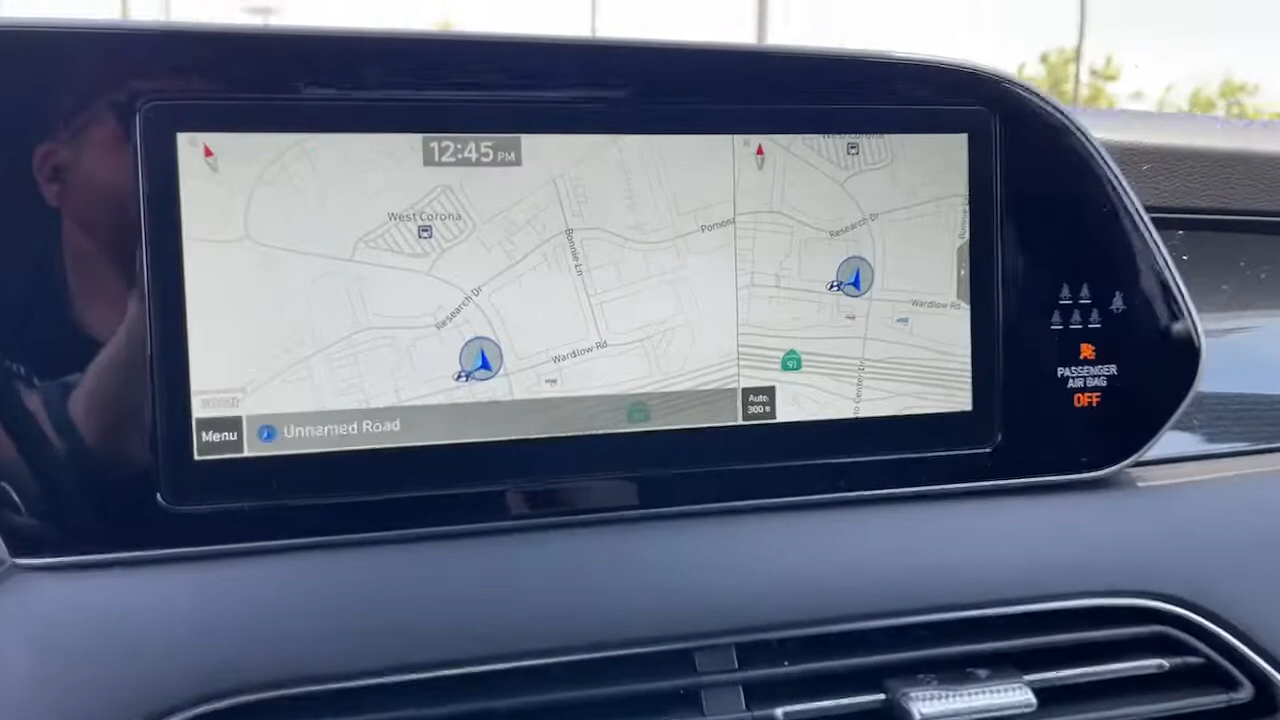 12:45 PM
West Corona
Bonnie Ln
Pomona
Research Dr
Wardlow Rd
Menu
Unnamed Road
West Corona
Research Dr
Wardlow Rd
91
Auto
300 ft
PASSENGER
AIR BAG
OFF